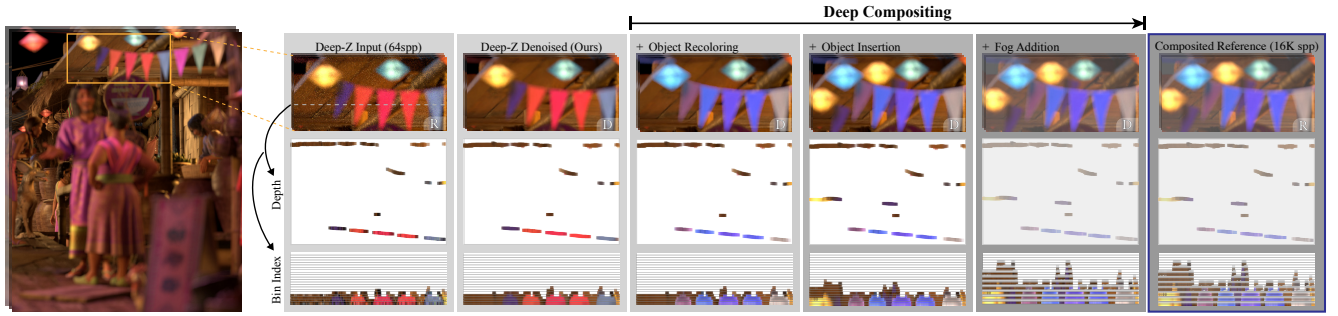 Deep Compositing
Deep-Z Input (64spp)
Deep-Z Denoised (Ours)
+ Object Recoloring
+ Object Insertion
+ Fog Addition
Composited Reference (16K spp)
R
D
D
D
D
R
Depth
Bin Index